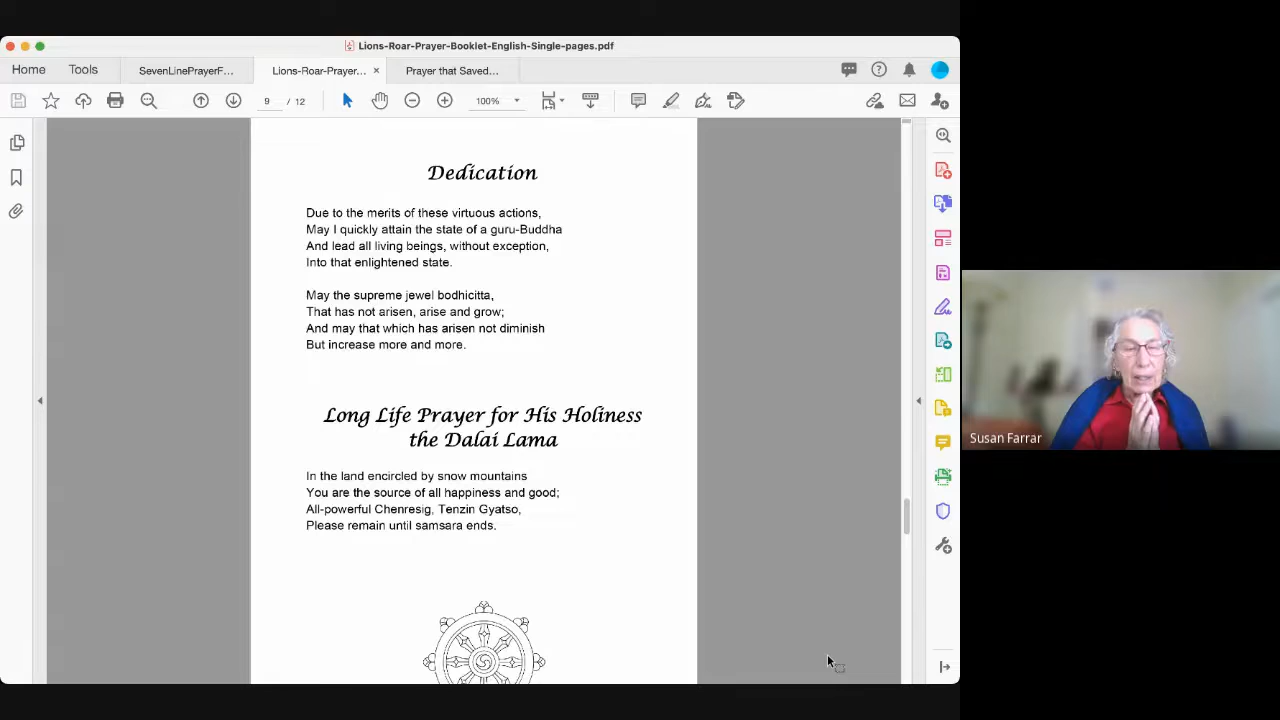 Lions-Roar-Prayer-Booklet-English-Single-pages.pdf
Home
Tools
SevenLinePrayerF...
Lions-Roar-Prayer...
Prayer that Saved...
9 / 12
100%
Dedication
Due to the merits of these virtuous actions,
May I quickly attain the state of a guru-Buddha
And lead all living beings, without exception,
Into that enlightened state.
May the supreme jewel bodhicitta,
That has not arisen, arise and grow;
And may that which has arisen not diminish
But increase more and more.
Long Life Prayer for His Holiness
the Dalai Lama
In the land encircled by snow mountains
You are the source of all happiness and good;
All-powerful Chenresig, Tenzin Gyatso,
Please remain until samsara ends.
Susan Farrar